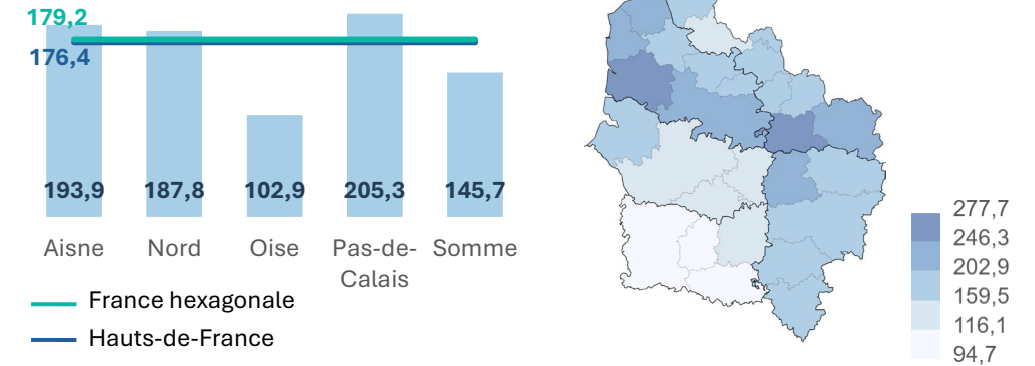 179,2
176,4
193,9 187,8 102,9 205,3 145,7
Aisne Nord Oise Pas-de-Calais Somme
France hexagonale
Hauts-de-France
277,7
246,3
202,9
159,5
116,1
94,7